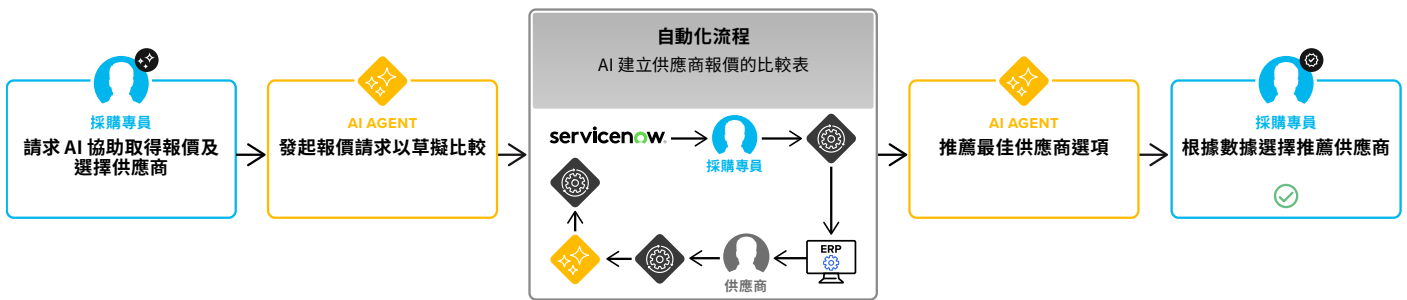 採購專員
請求 AI 協助取得報價及
選擇供應商
AI AGENT
發起報價請求以草擬比較
自動化流程
AI 建立供應商報價的比較表
servicenow
採購專員
ERP
供應商
AI AGENT
推薦最佳供應商選項
採購專員
根據數據選擇推薦供應商